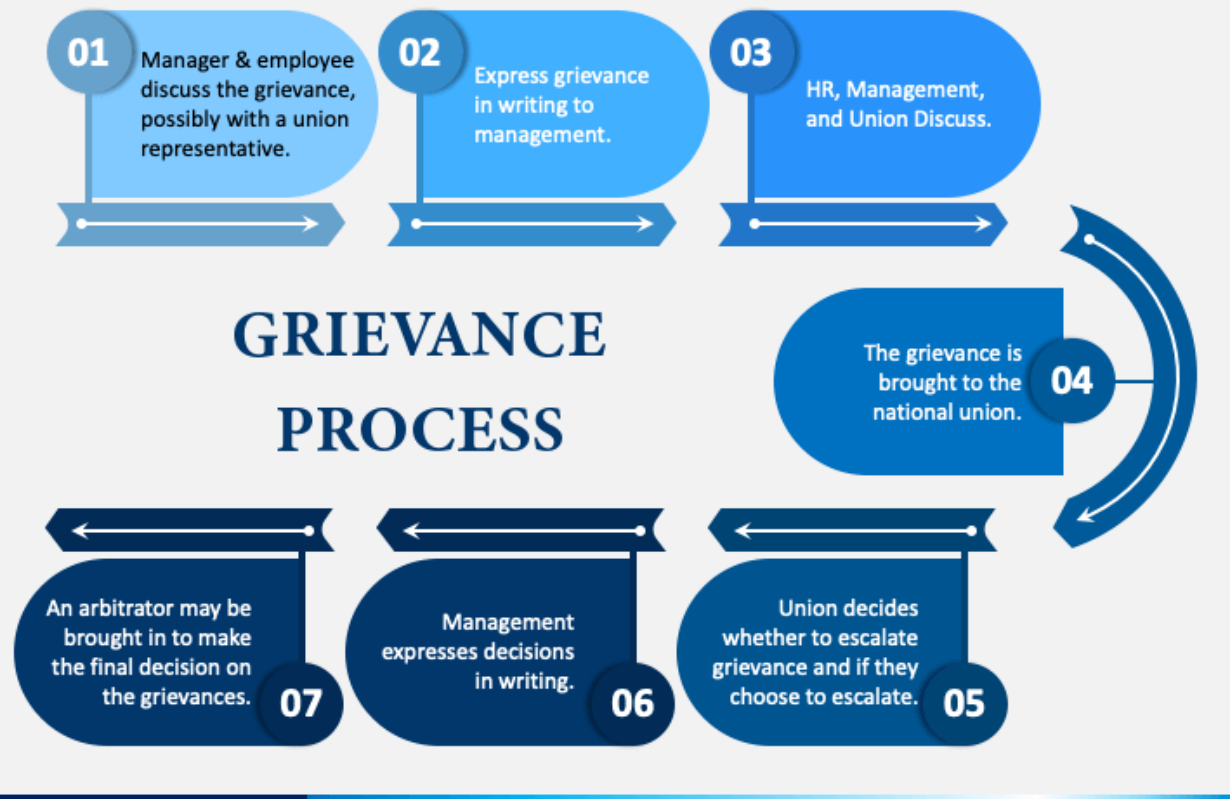 01
Manager & employee
discuss the grievance,
possibly with a union
representative.
02
Express grievance
in writing to
management.
03
HR, Management,
and Union Discuss.
GRIEVANCE
PROCESS
The grievance is
brought to the
national union.
04
Union decides
whether to escalate
grievance and if they
choose to escalate.
05
Management
expresses decisions
in writing.
06
An arbitrator may be
brought in to make
the final decision on
the grievances.
07